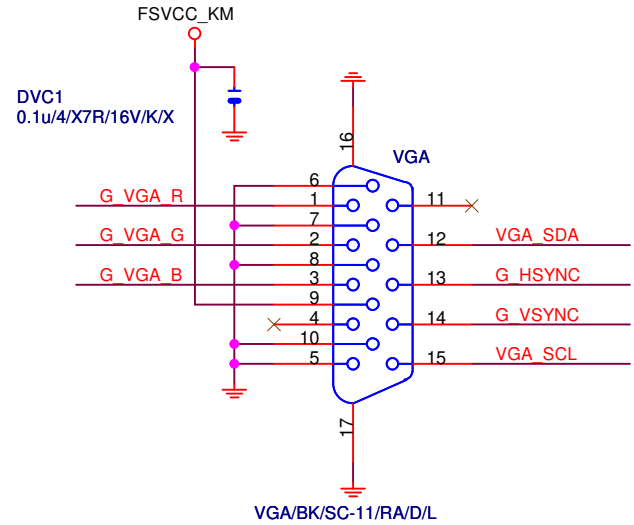 FSVCC_KM
DVC1
0.1u/4/X7R/16V/K/X
16
VGA
6
G_VGA_R 1 11
7
G_VGA_G 2 12 VGA_SDA
8
G_VGA_B 3 13 G_HSYNC
9
4 14 G_VSYNC
10
5 15 VGA_SCL
17
VGA/BK/SC-11/RA/D/L